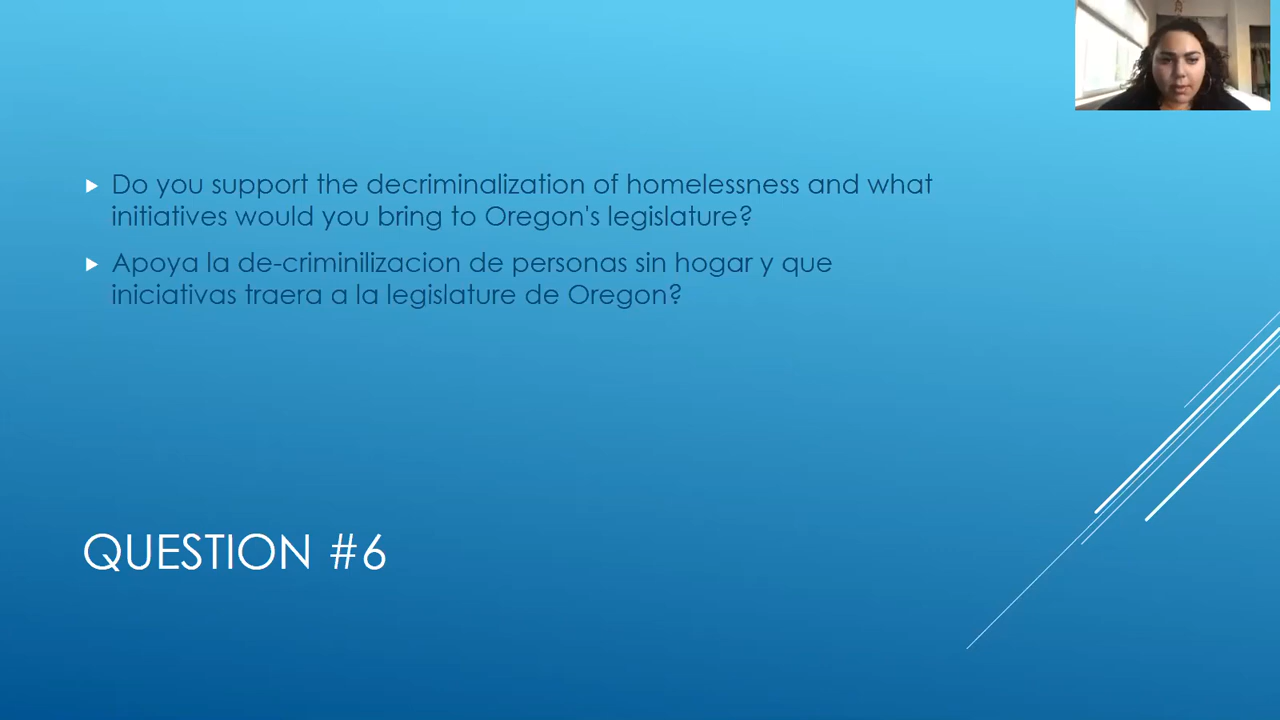 Do you support the decriminalization of homelessness and what
initiatives would you bring to Oregon's legislature?
Apoya la de-criminilizacion de personas sin hogar y que
iniciativas traera a la legislature de Oregon?
QUESTION #6